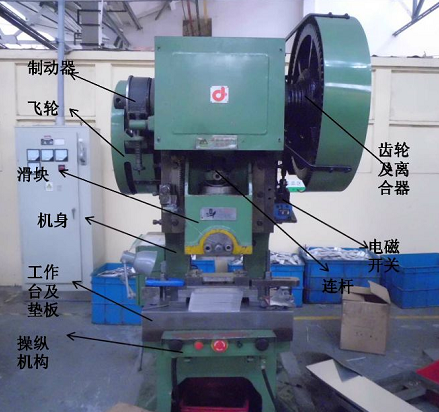 制动器
飞轮
滑块
机身
工作
台及
垫板
操纵
机构
齿轮
及离
合器
电磁
开关
连杆